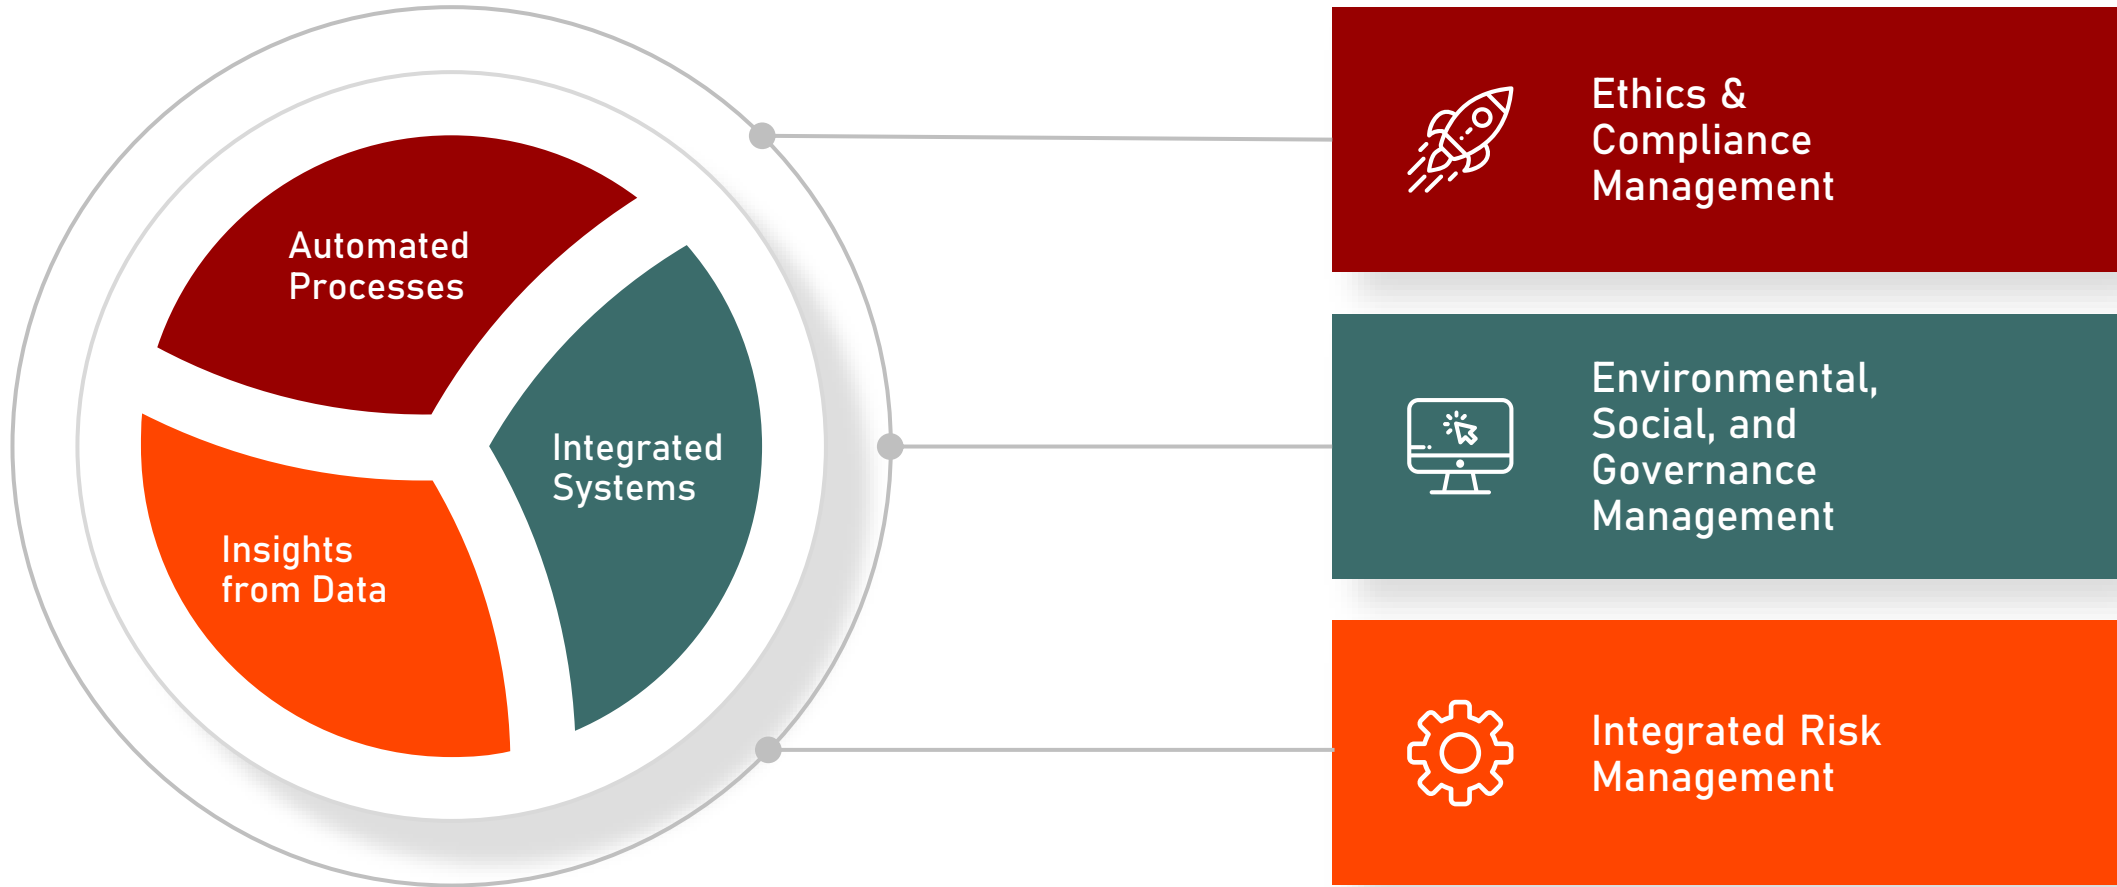 Automated
Processes
Integrated
Systems
Insights
from Data
Ethics &
Compliance
Management
Environmental,
Social, and
Governance
Management
Integrated Risk
Management